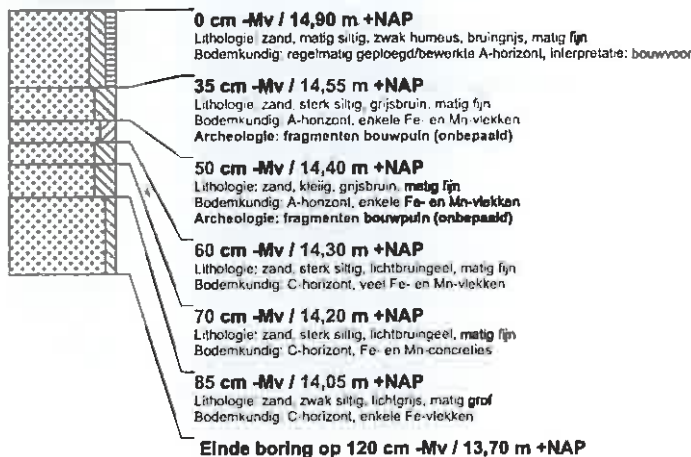 0 cm -Mv / 14,90 m +NAP
Lithologie: zand, matig siltig, zwak humeus, bruingrijs, matig fijn
Bodemkundig: regelmatig geploegd/bewerkte A-horizont, interpretatie: bouwvoor
35 cm -Mv / 14,55 m +NAP
Lithologie: zand, sterk siltig, grijsbruin, matig fijn
Bodemkundig: A-horizont, enkele Fe- en Mn-vlekken
Archeologie: fragmenten bouwpuin (onbepaald)
50 cm -Mv / 14,40 m +NAP
Lithologie: zand, kleiig, grijsbruin, matig fijn
Bodemkundig: A-horizont, enkele Fe- en Mn-vlekken
Archeologie: fragmenten bouwpuin (onbepaald)
60 cm -Mv / 14,30 m +NAP
Lithologie: zand, sterk siltig, lichtbruingeel, matig fijn
Bodemkundig: C-horizont, veel Fe- en Mn-vlekken
70 cm -Mv / 14,20 m +NAP
Lithologie: zand, sterk siltig, lichtbruingeel, matig fijn
Bodemkundig: C-horizont, Fe- en Mn-concreties
85 cm -Mv / 14,05 m +NAP
Lithologie: zand, zwak siltig, lichtgrijs, matig grof
Bodemkundig: C-horizont, enkele Fe-vlekken
Einde boring op 120 cm -Mv / 13,70 m +NAP